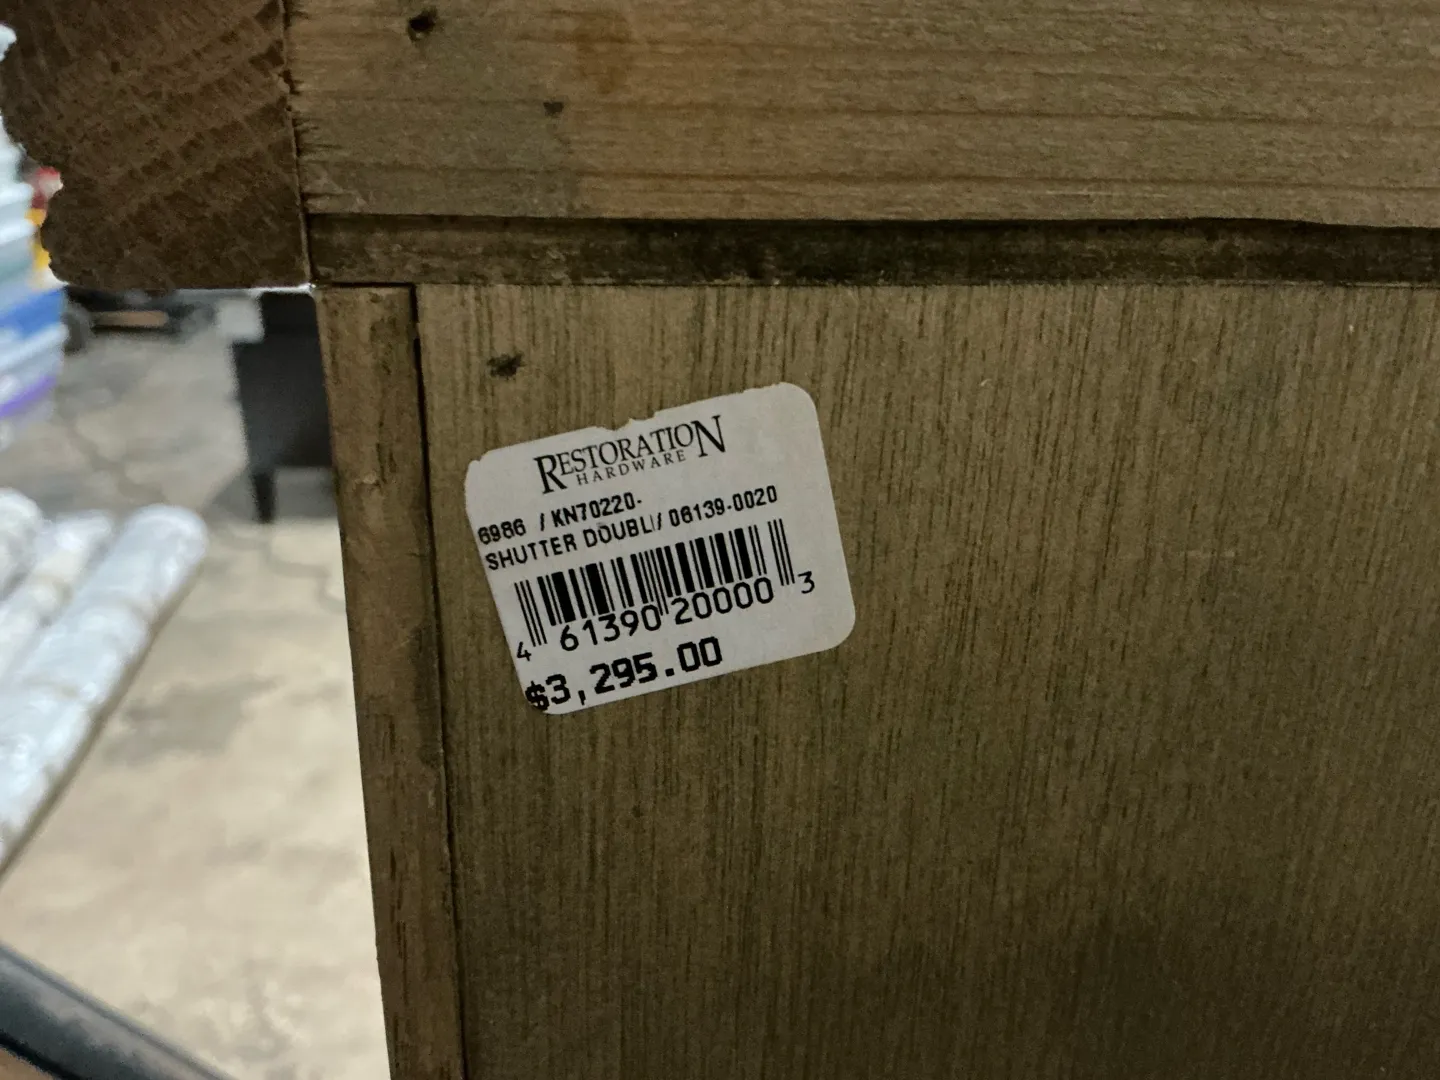 RESTORATION
HARDWARE
6986 / KN70220-
SHUTTER DOUBL// 06139-0020
4 61390 20000 3
$3,295.00